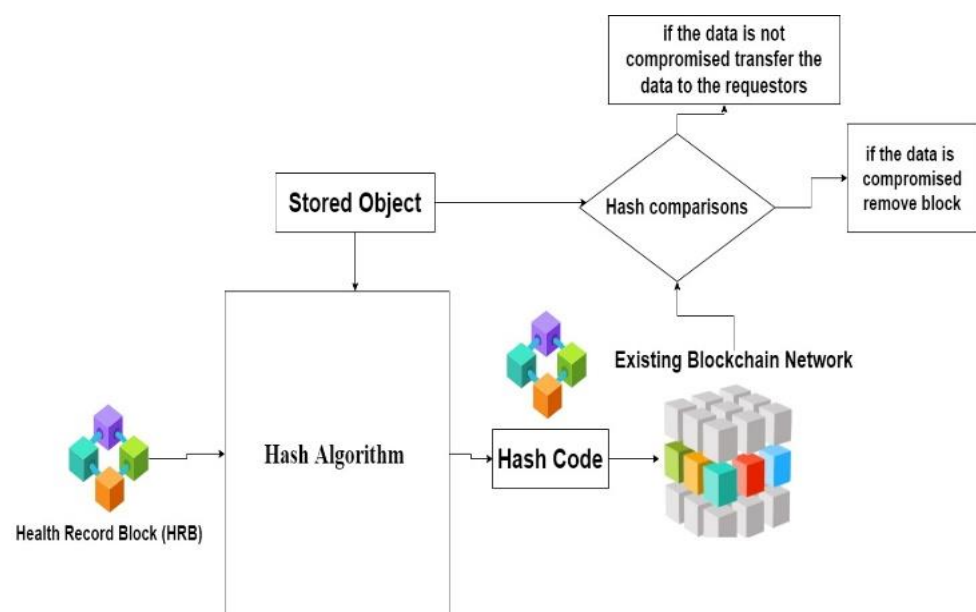 if the data is not
compromised transfer the
data to the requestors
if the data is
compromised
remove block
Stored Object
Hash comparisons
Existing Blockchain Network
Hash Algorithm
Hash Code
Health Record Block (HRB)